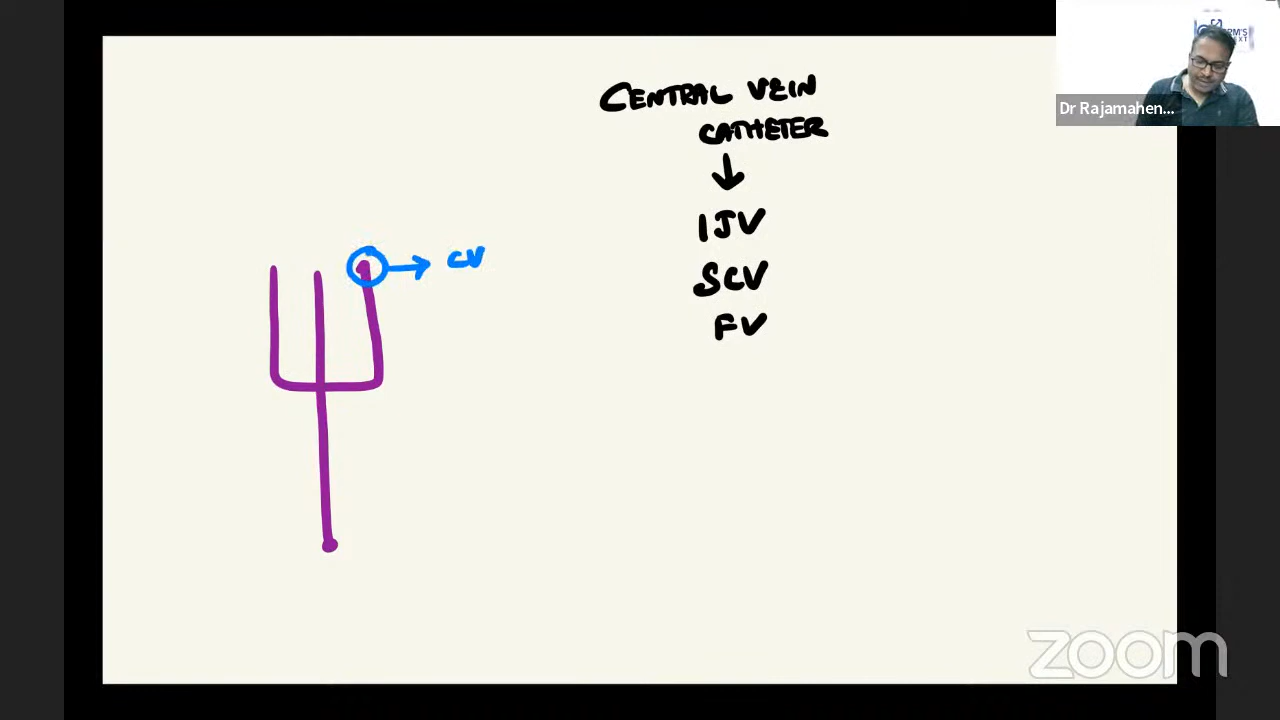 CENTRAL VEIN
CATHETER
IJV
SCV
FV
CV
Dr Rajamahen...
zoom